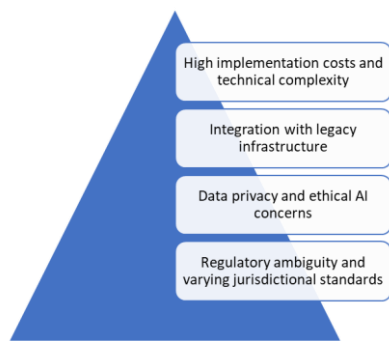 High implementation costs and
technical complexity
Integration with legacy
infrastructure
Data privacy and ethical AI
concerns
Regulatory ambiguity and
varying jurisdictional standards